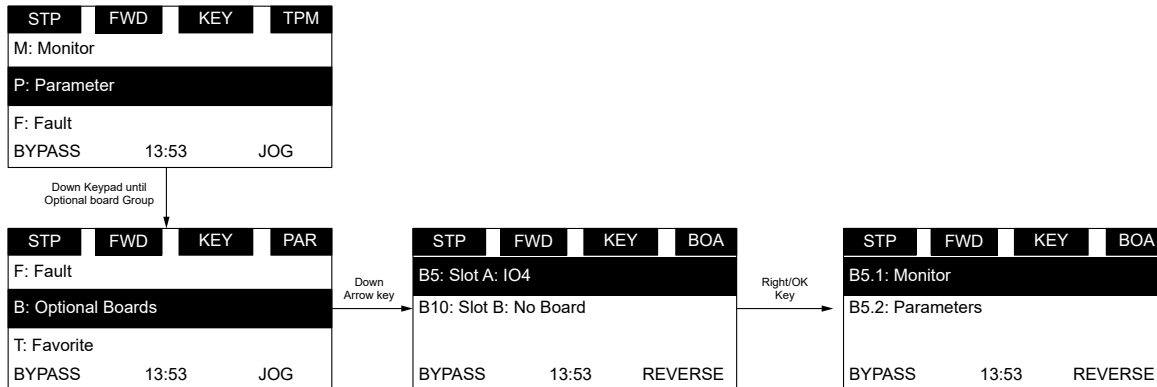 STP FWD KEY TPM
M: Monitor
P: Parameter
F: Fault
BYPASS 13:53 JOG
Down Keypad until
Optional board Group
STP FWD KEY PAR
F: Fault
B: Optional Boards
T: Favorite
BYPASS 13:53 JOG
Down
Arrow key
STP FWD KEY BOA
B5: Slot A: IO4
B10: Slot B: No Board
BYPASS 13:53 REVERSE
Right/OK
Key
STP FWD KEY BOA
B5.1: Monitor
B5.2: Parameters
BYPASS 13:53 REVERSE